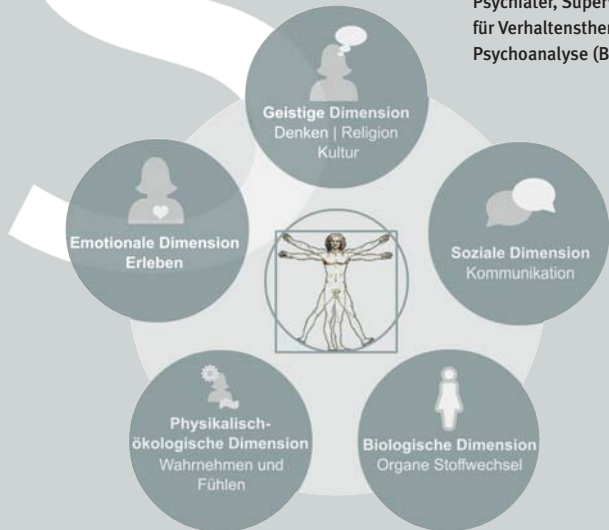 Psychiater, Superv
für Verhaltensther
Psychoanalyse (B
Geistige Dimension
Denken | Religion
Kultur
Emotionale Dimension
Erleben
Soziale Dimension
Kommunikation
Physikalisch-
ökologische Dimension
Wahrnehmen und
Fühlen
Biologische Dimension
Organe Stoffwechsel